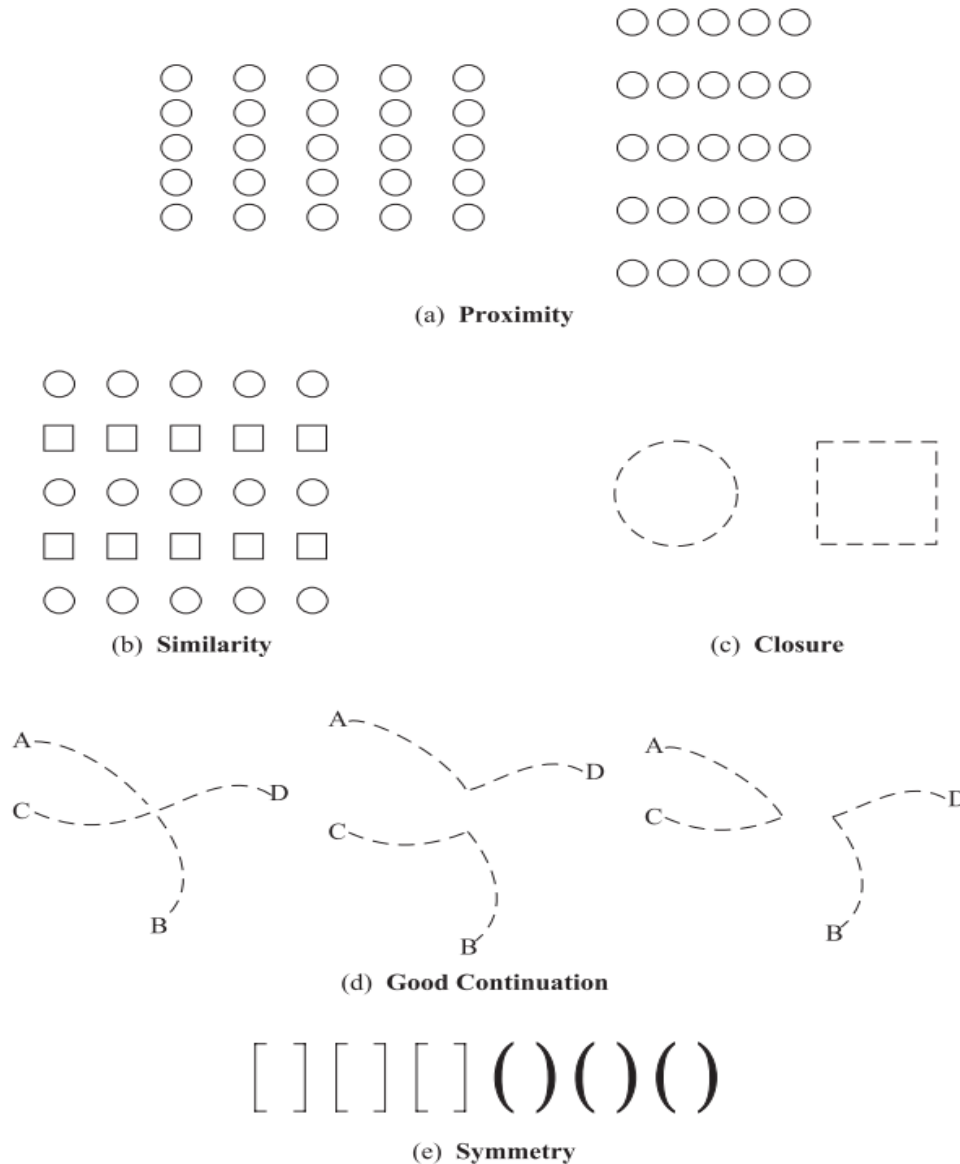 (a) Proximity
(b) Similarity
(c) Closure
A
D
C
B
A
D
C
B
A
D
C
B
(d) Good Continuation
[ ] [ ] [ ] ( ) ( ) ( )
(e) Symmetry